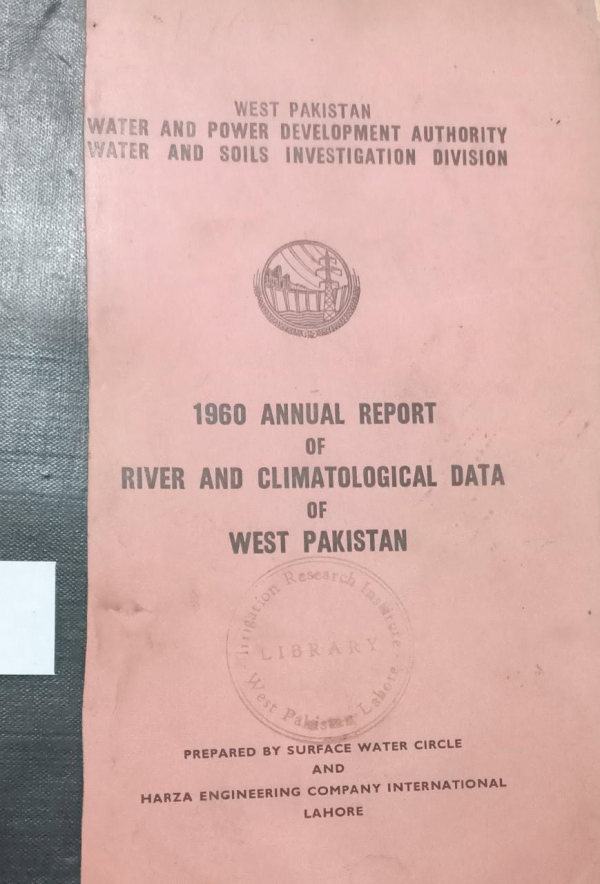 WEST PAKISTAN
WATER AND POWER DEVELOPMENT AUTHORITY
WATER AND SOILS INVESTIGATION DIVISION
1960 ANNUAL REPORT
OF
RIVER AND CLIMATOLOGICAL DATA
OF
WEST PAKISTAN
Irrigation Research Institute
LIBRARY
West Pakistan Lahore
PREPARED BY SURFACE WATER CIRCLE
AND
HARZA ENGINEERING COMPANY INTERNATIONAL
LAHORE